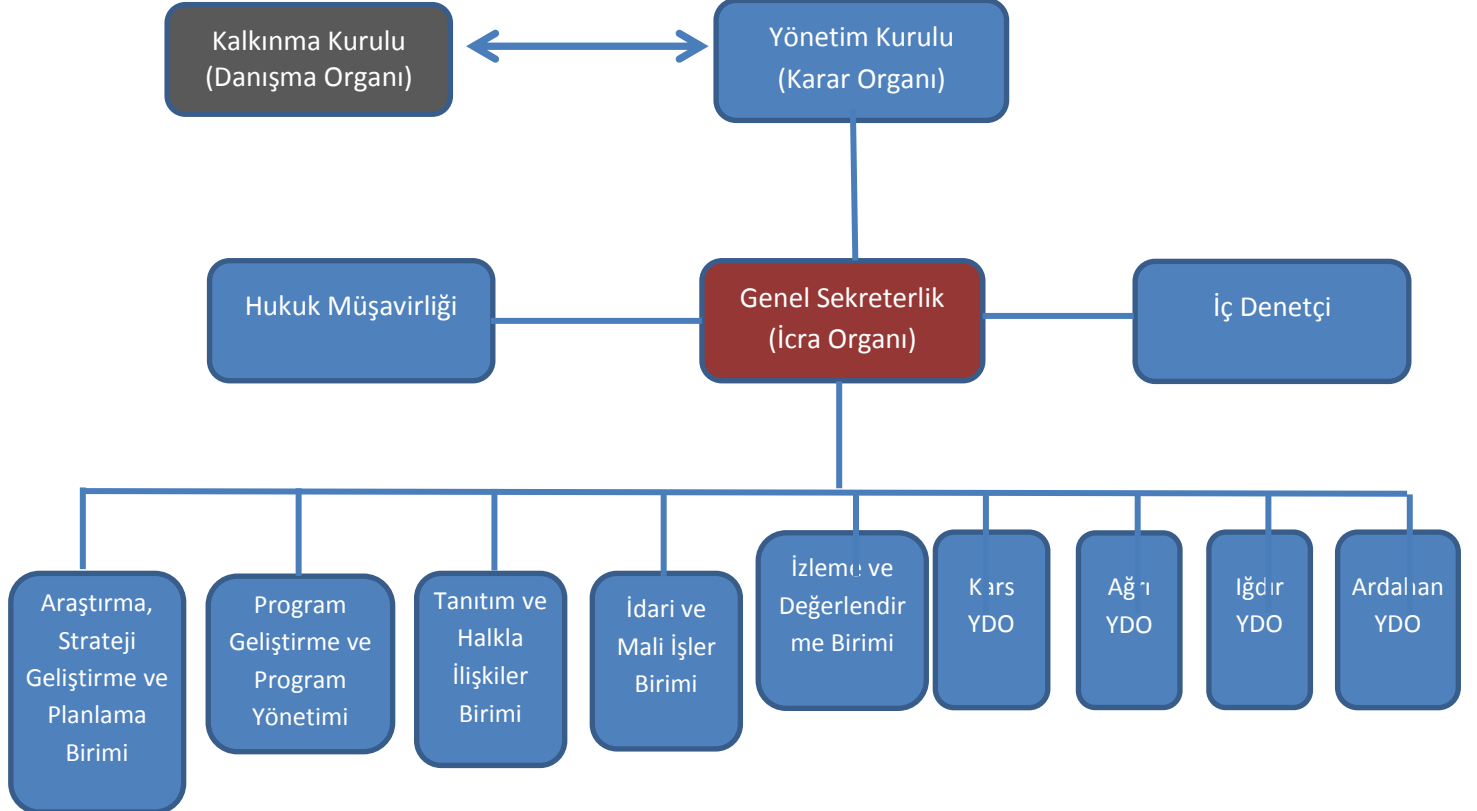 Kalkınma Kurulu
(Danışma Organı)
Yönetim Kurulu
(Karar Organı)
Hukuk Müşavirliği
Genel Sekreterlik
(İcra Organı)
İç Denetçi
Araştırma,
Strateji
Geliştirme ve
Planlama
Birimi
Program
Geliştirme ve
Program
Yönetimi
Tanıtım ve
Halkla
İlişkiler
Birimi
İdari ve
Mali İşler
Birimi
İzleme ve
Değerlendir
me Birimi
Kars
YDO
Ağrı
YDO
Iğdır
YDO
Ardahan
YDO